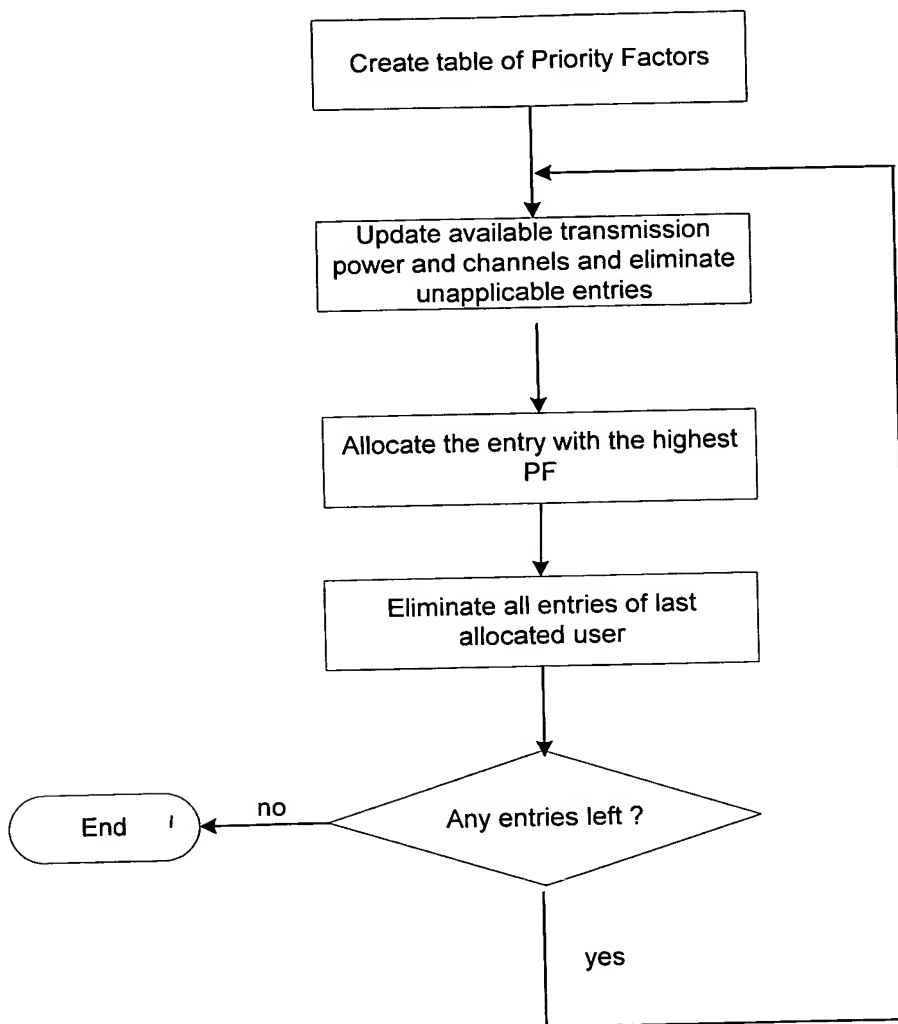 Create table of Priority Factors
Update available transmission
power and channels and eliminate
unapplicable entries
Allocate the entry with the highest
PF
Eliminate all entries of last
allocated user
Any entries left ?
no
End
yes